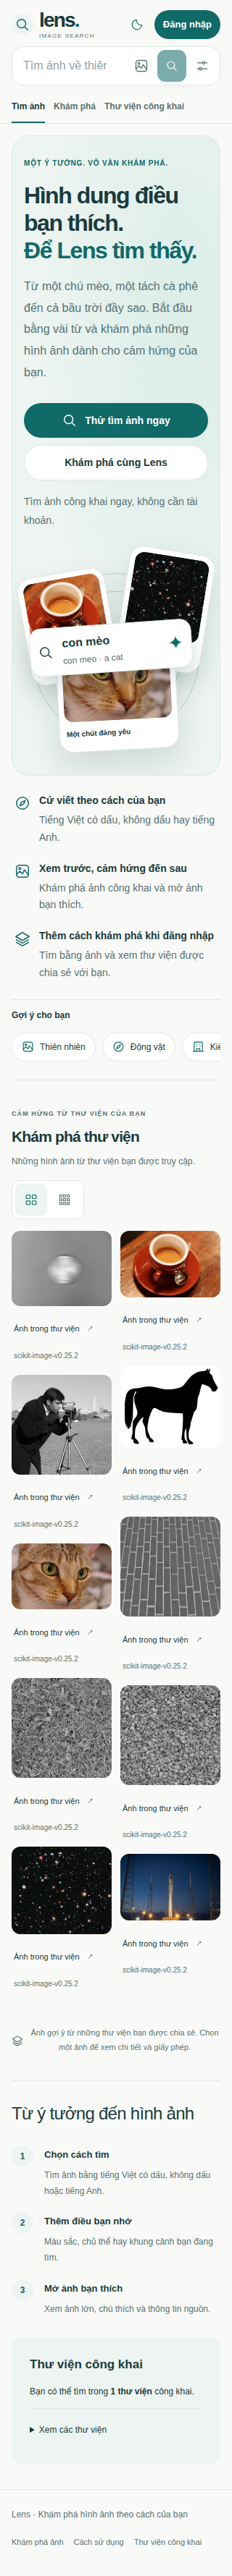 lens.
IMAGE SEARCH
Đăng nhập
Tìm ảnh về thiên
Tìm ảnh
Khám phá
Thư viện công khai
MỘT Ý TƯỞNG. VÔ VÀN KHÁM PHÁ.
Hình dung điều
bạn thích.
Để Lens tìm thấy.
Từ một chú mèo, một tách cà phê
đến cả bầu trời đầy sao. Bắt đầu
bằng vài từ và khám phá những
hình ảnh dành cho cảm hứng của
bạn.
Thử tìm ảnh ngay
Khám phá cùng Lens
Tìm ảnh công khai ngay, không cần tài
khoản.
con mèo
con meo · a cat
Một chút đáng yêu
Cứ viết theo cách của bạn
Tiếng Việt có dấu, không dấu hay tiếng
Anh.
Xem trước, cảm hứng đến sau
Khám phá ảnh công khai và mở ảnh
bạn thích.
Thêm cách khám phá khi đăng nhập
Tìm bằng ảnh và xem thư viện được
chia sẻ với bạn.
Gợi ý cho bạn
Thiên nhiên
Động vật
CẢM HỨNG TỪ THƯ VIỆN CỦA BẠN
Khám phá thư viện
Những hình ảnh từ thư viện bạn được truy cập.
Ảnh trong thư viện ↗
scikit-image-v0.25.2
Ảnh trong thư viện ↗
scikit-image-v0.25.2
Ảnh trong thư viện ↗
scikit-image-v0.25.2
Ảnh trong thư viện ↗
scikit-image-v0.25.2
Ảnh trong thư viện ↗
scikit-image-v0.25.2
Ảnh trong thư viện ↗
scikit-image-v0.25.2
Ảnh trong thư viện ↗
scikit-image-v0.25.2
Ảnh trong thư viện ↗
scikit-image-v0.25.2
Ảnh trong thư viện ↗
scikit-image-v0.25.2
Ảnh trong thư viện ↗
scikit-image-v0.25.2
Ảnh gợi ý từ những thư viện bạn được chia sẻ. Chọn
một ảnh để xem chi tiết và giấy phép.
Từ ý tưởng đến hình ảnh
1
Chọn cách tìm
Tìm ảnh bằng tiếng Việt có dấu, không dấu
hoặc tiếng Anh.
2
Thêm điều bạn nhớ
Màu sắc, chủ thể hay khung cảnh bạn đang
tìm.
3
Mở ảnh bạn thích
Xem ảnh lớn, chú thích và thông tin nguồn.
Thư viện công khai
Bạn có thể tìm trong 1 thư viện công khai.
Xem các thư viện
Lens · Khám phá hình ảnh theo cách của bạn
Khám phá ảnh
Cách sử dụng
Thư viện công khai